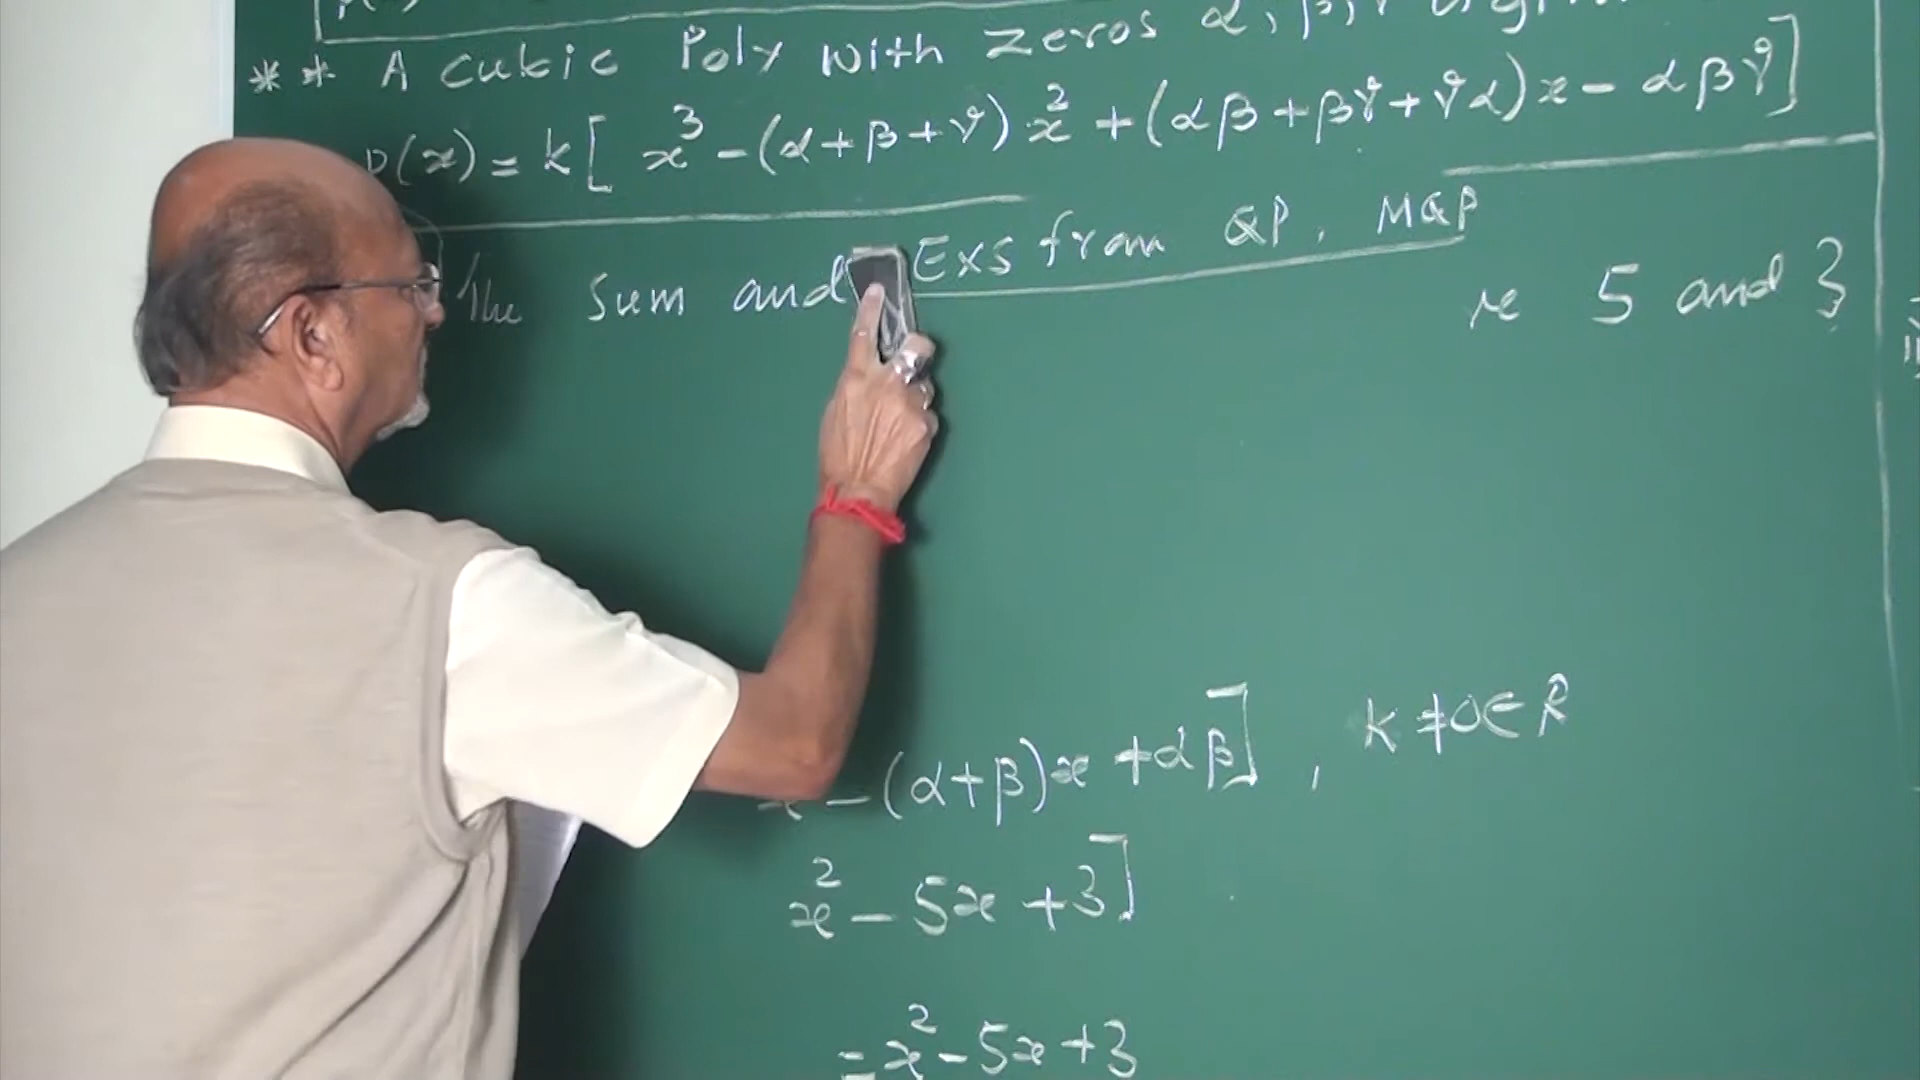 ** A Cubic Poly with Zeros α, β, γ
p(x) = k[ x³ - (α+β+γ) x² + (αβ+βγ+γα)x - αβγ]
Exs from QP, MQP
The Sum and 5 and 3
- (α+β)x + αβ] , K ≠ 0 ∈ R
x² - 5x + 3]
= x² - 5x + 3